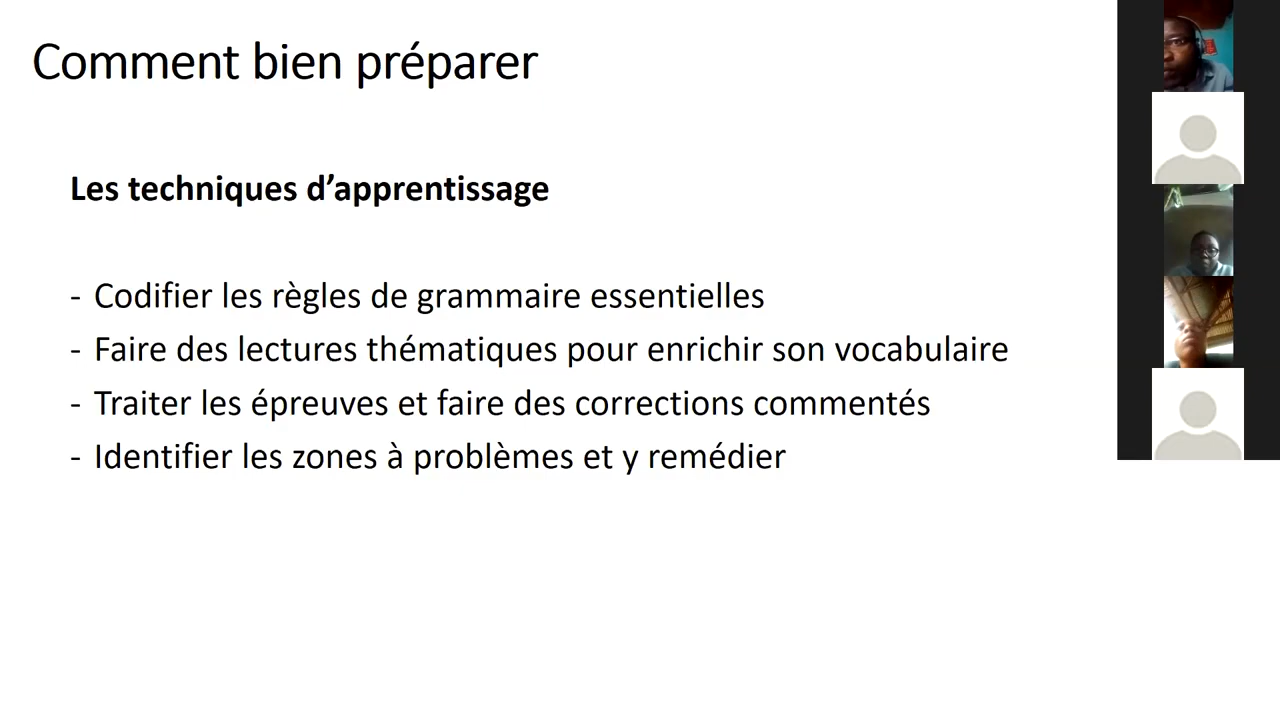 Comment bien préparer
Les techniques d’apprentissage
- Codifier les règles de grammaire essentielles
- Faire des lectures thématiques pour enrichir son vocabulaire
- Traiter les épreuves et faire des corrections commentés
- Identifier les zones à problèmes et y remédier